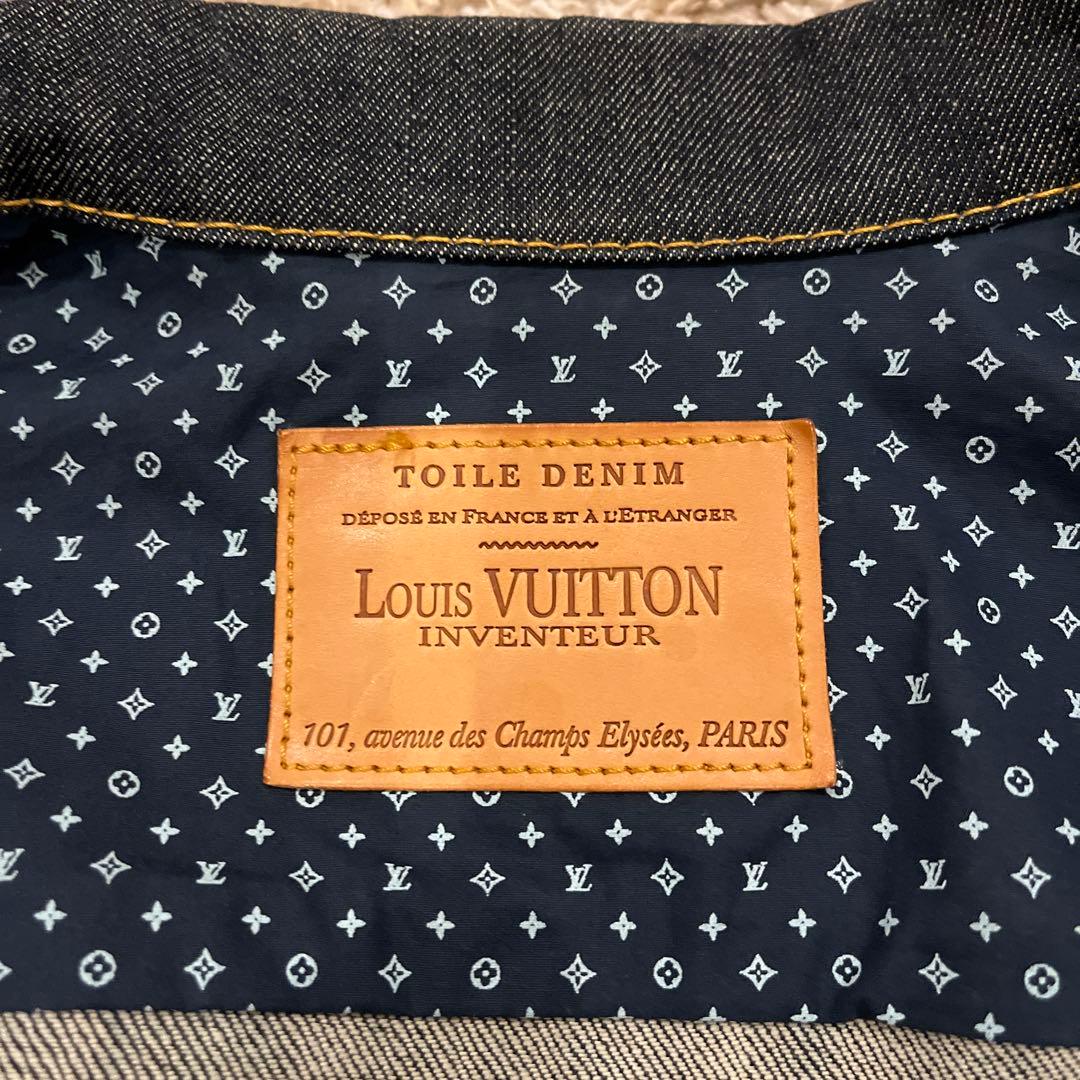 TOILE DENIM
DÉPOSÉ EN FRANCE ET À L'ETRANGER
LOUIS VUITTON
INVENTEUR
101, avenue des Champs Elysées, PARIS